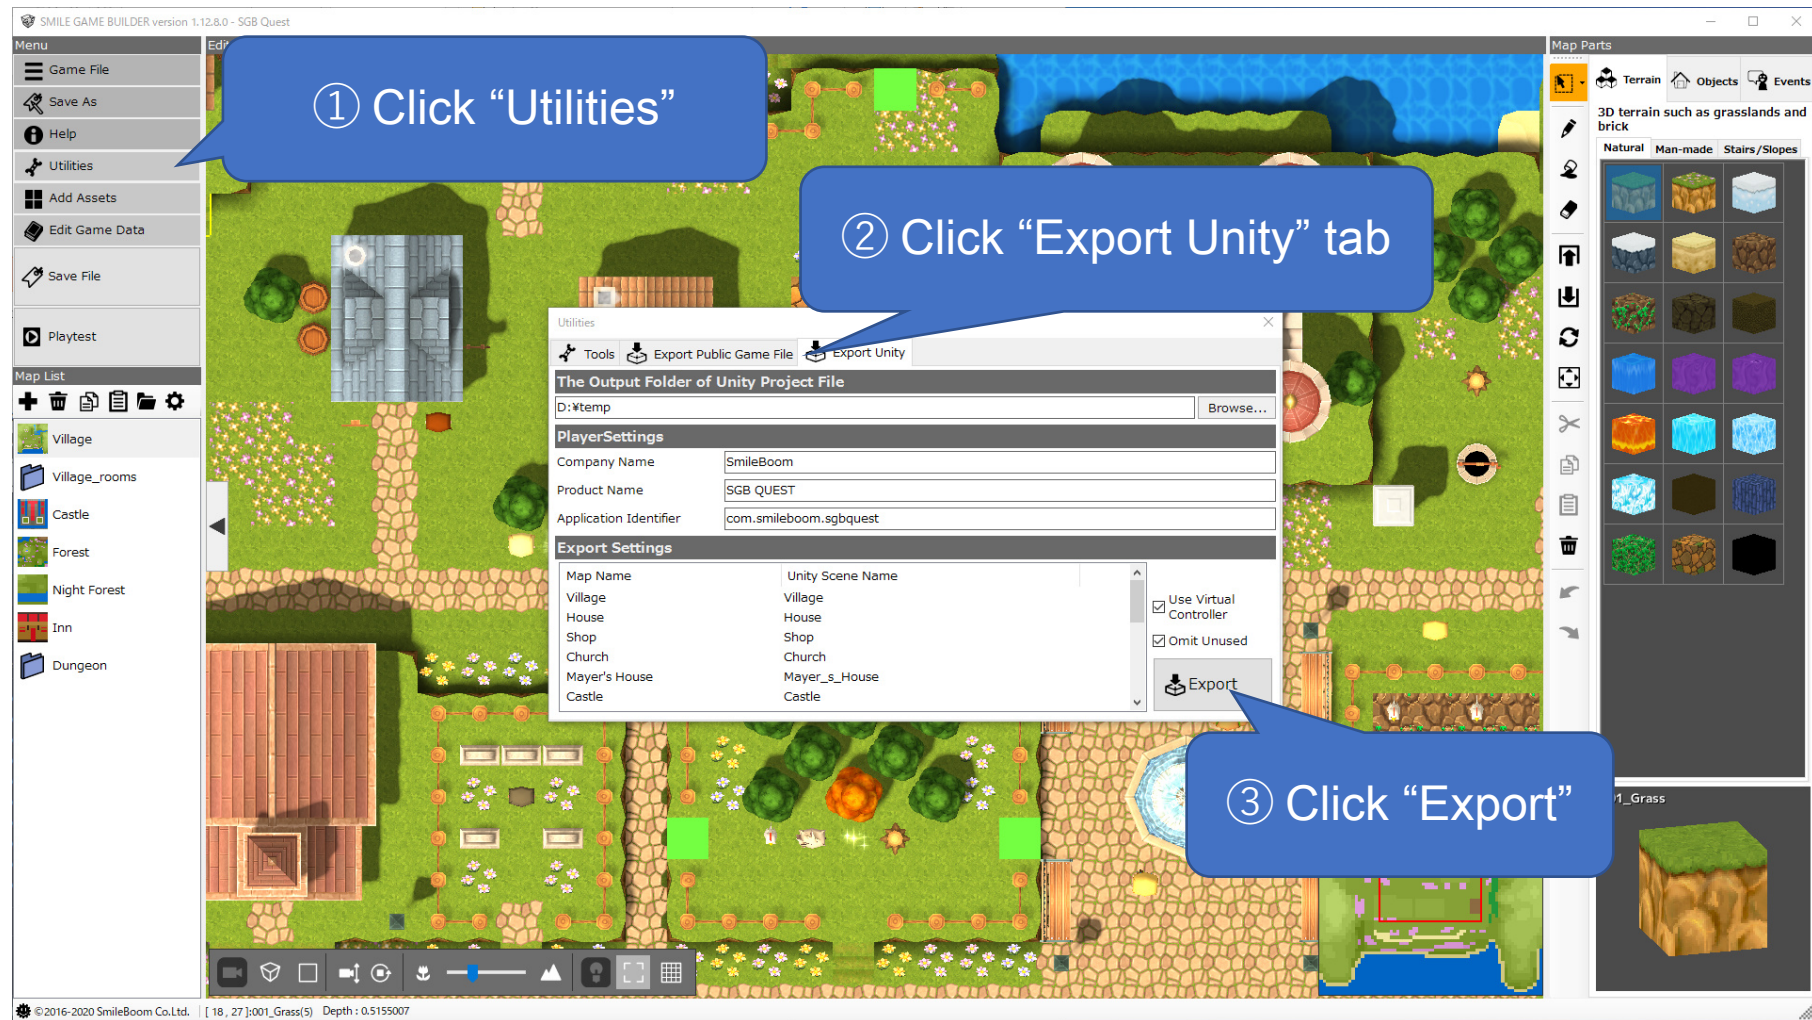 SMILE GAME BUILDER version 1.12.8.0 - SGB Quest
Menu
Game File
Save As
Help
Utilities
Add Assets
Edit Game Data
Save File
Playtest
Map List
Village
Village_rooms
Castle
Forest
Night Forest
Inn
Dungeon
① Click “Utilities”
② Click “Export Unity” tab
Utilities
Tools
Export Public Game File
Export Unity
The Output Folder of Unity Project File
D:¥temp
Browse...
PlayerSettings
Company Name
SmileBoom
Product Name
SGB QUEST
Application Identifier
com.smileboom.sgbquest
Export Settings
Map Name Unity Scene Name
Village Village
House House
Shop Shop
Church Church
Mayer's House Mayer_s_House
Castle Castle
Use Virtual
Controller
Omit Unused
Export
③ Click “Export”
Map Parts
Terrain
Objects
Events
3D terrain such as grasslands and
brick
Natural
Man-made
Stairs/Slopes
1_Grass
©2016-2020 SmileBoom Co.Ltd.
[ 18 , 27 ]:001_Grass(5) Depth : 0.5155007